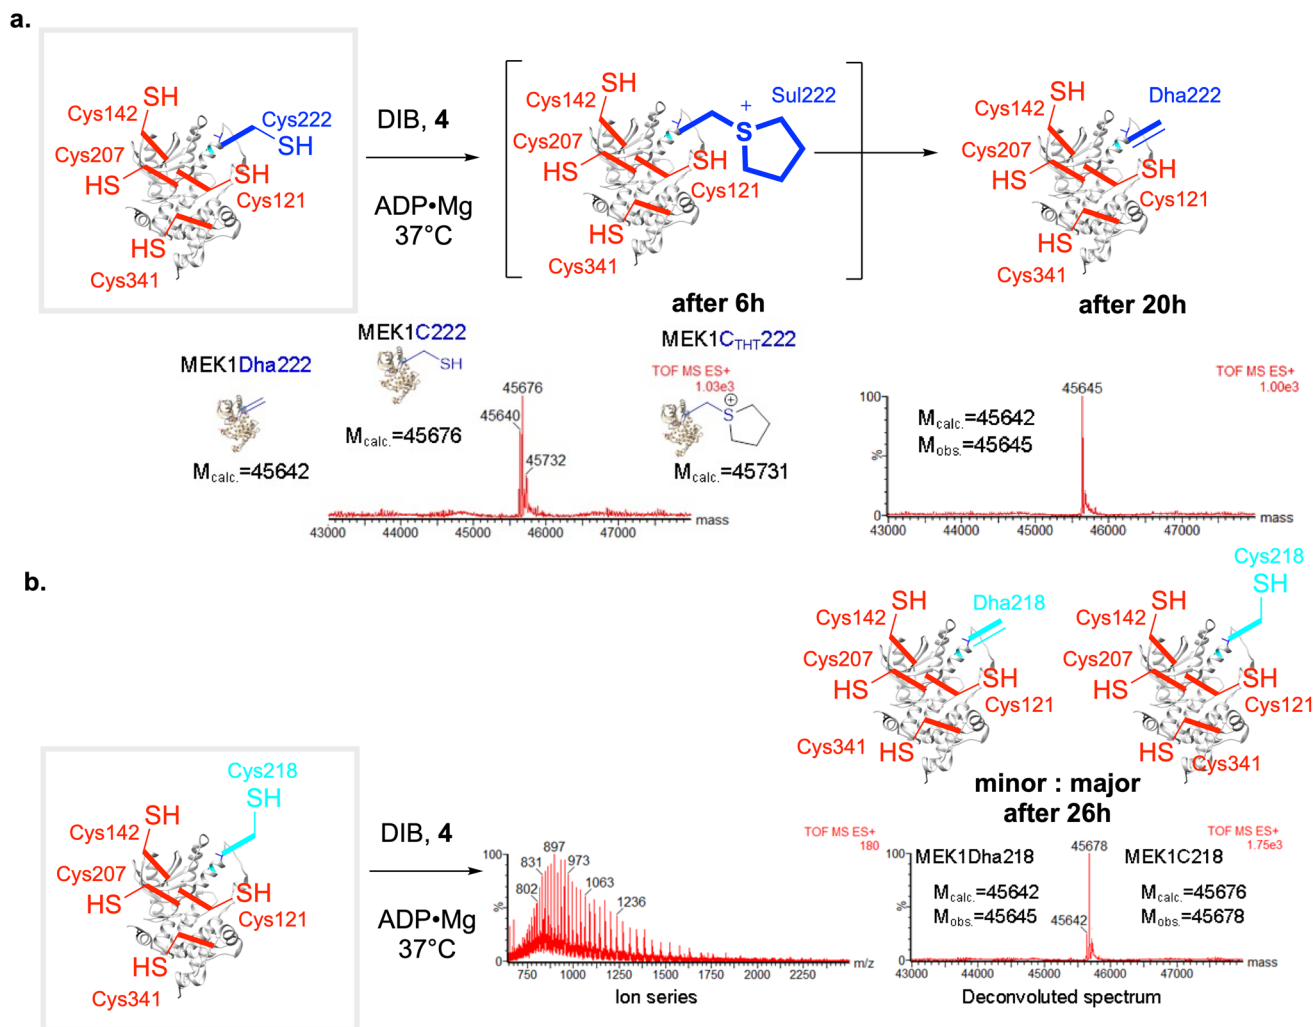 a.
SH
Cys142
Cys222
SH
Cys207
HS
SH
Cys121
HS
Cys341
DIB, 4
ADP•Mg
37°C
SH
Cys142
+
S
Sul222
Cys207
HS
SH
Cys121
HS
Cys341
after 6h
SH
Cys142
Dha222
Cys207
HS
SH
Cys121
HS
Cys341
after 20h
MEK1Dha222
Mcalc.=45642
MEK1C222
SH
Mcalc.=45676
MEK1CTHT222
TOF MS ES+
1.03e3
S
+
Mcalc.=45731
45676
45640
45732
43000 44000 45000 46000 47000 mass
TOF MS ES+
1.00e3
45645
100
%
0
Mcalc.=45642
Mobs.=45645
43000 44000 45000 46000 47000 mass
b.
Cys218
SH
Cys142
SH
Cys207
HS
SH
Cys121
HS
Cys341
DIB, 4
ADP•Mg
37°C
SH
Cys142
Dha218
Cys207
HS
SH
Cys121
Cys341
HS
Cys218
SH
SH
Cys142
Cys207
HS
SH
Cys121
HS
Cys341
minor : major
after 26h
TOF MS ES+
180
100
%
0
802
831
897
973
1063
1236
750 1000 1250 1500 1750 2000 2250 m/z
Ion series
TOF MS ES+
1.75e3
100
%
0
45678
45642
MEK1Dha218
Mcalc.=45642
Mobs.=45645
MEK1C218
Mcalc.=45676
Mobs.=45678
43000 44000 45000 46000 47000 mass
Deconvoluted spectrum